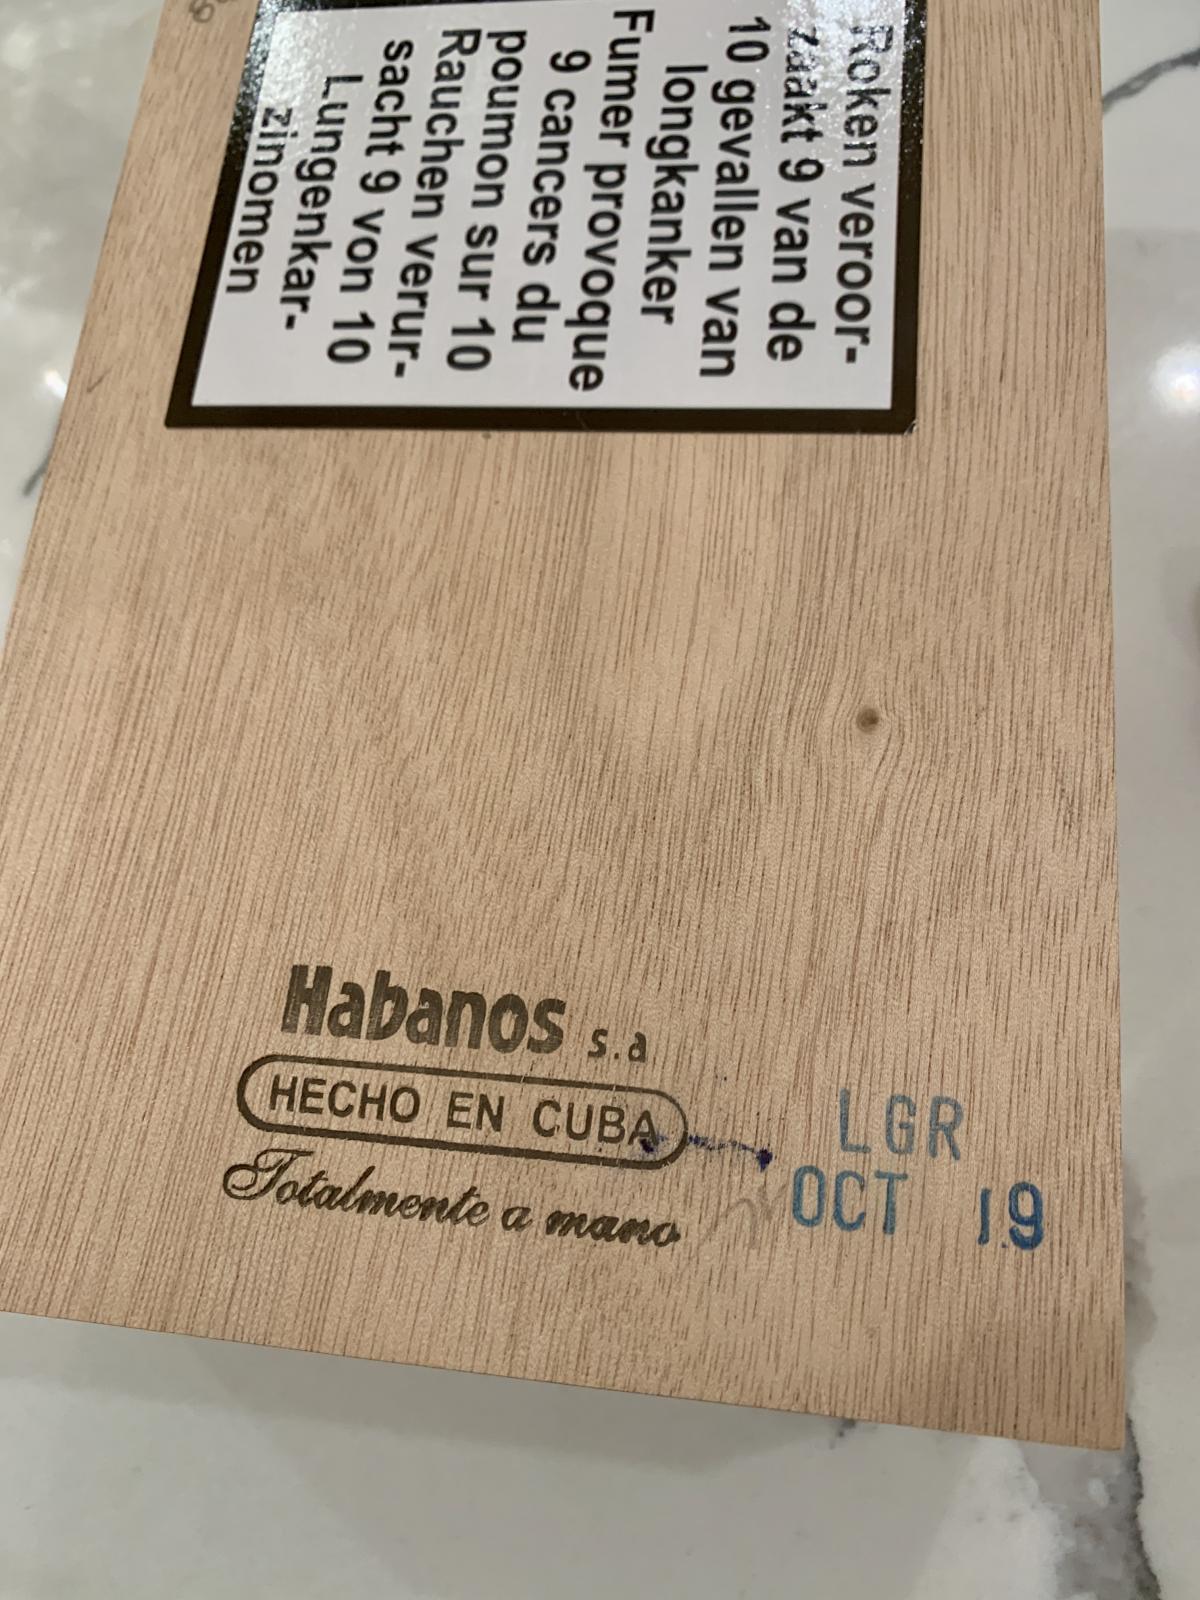 Roken veroor-
zaakt 9 van de
10 gevallen van
longkanker
Fumer provoque
9 cancers du
poumon sur 10
Rauchen verur-
sacht 9 von 10
Lungenkar-
zinomen
Habanos s.a
HECHO EN CUBA
Totalmente a mano
LGR
OCT 19